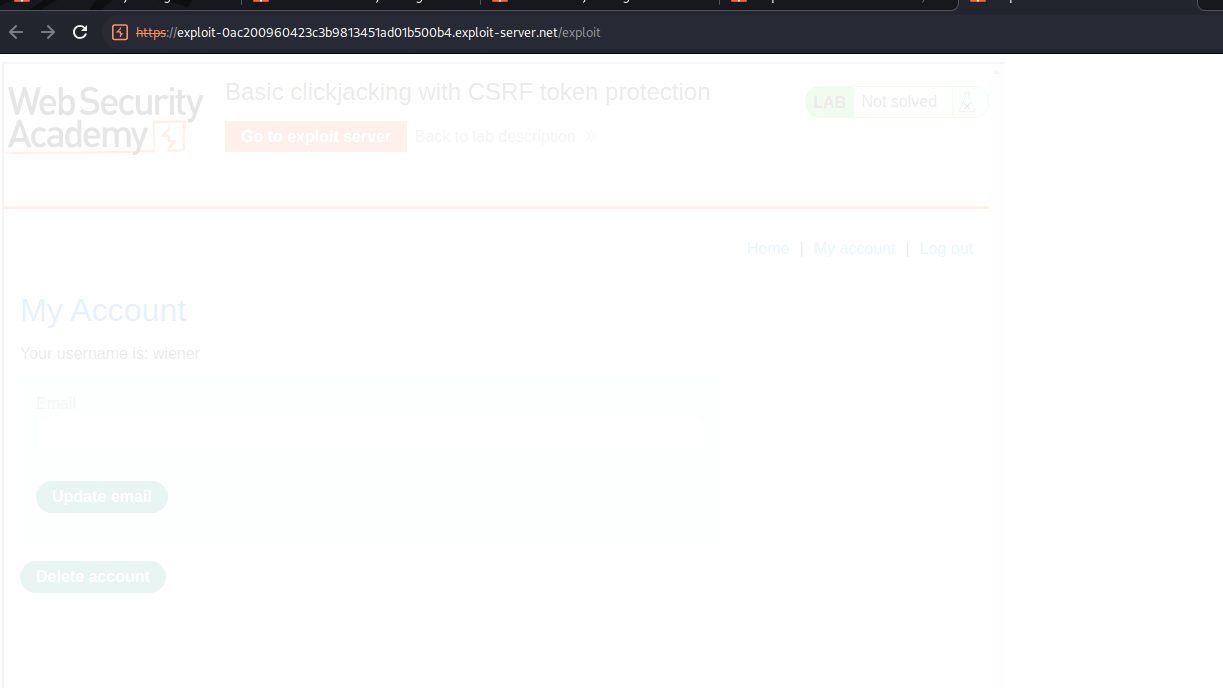 https://exploit-0ac200960423c3b9813451ad01b500b4.exploit-server.net/exploit
Web Security
Academy
Basic clickjacking with CSRF token protection
LAB Not solved
Go to exploit server Back to lab description >>
Home | My account | Log out
My Account
Your username is: wiener
Email
Update email
Delete account